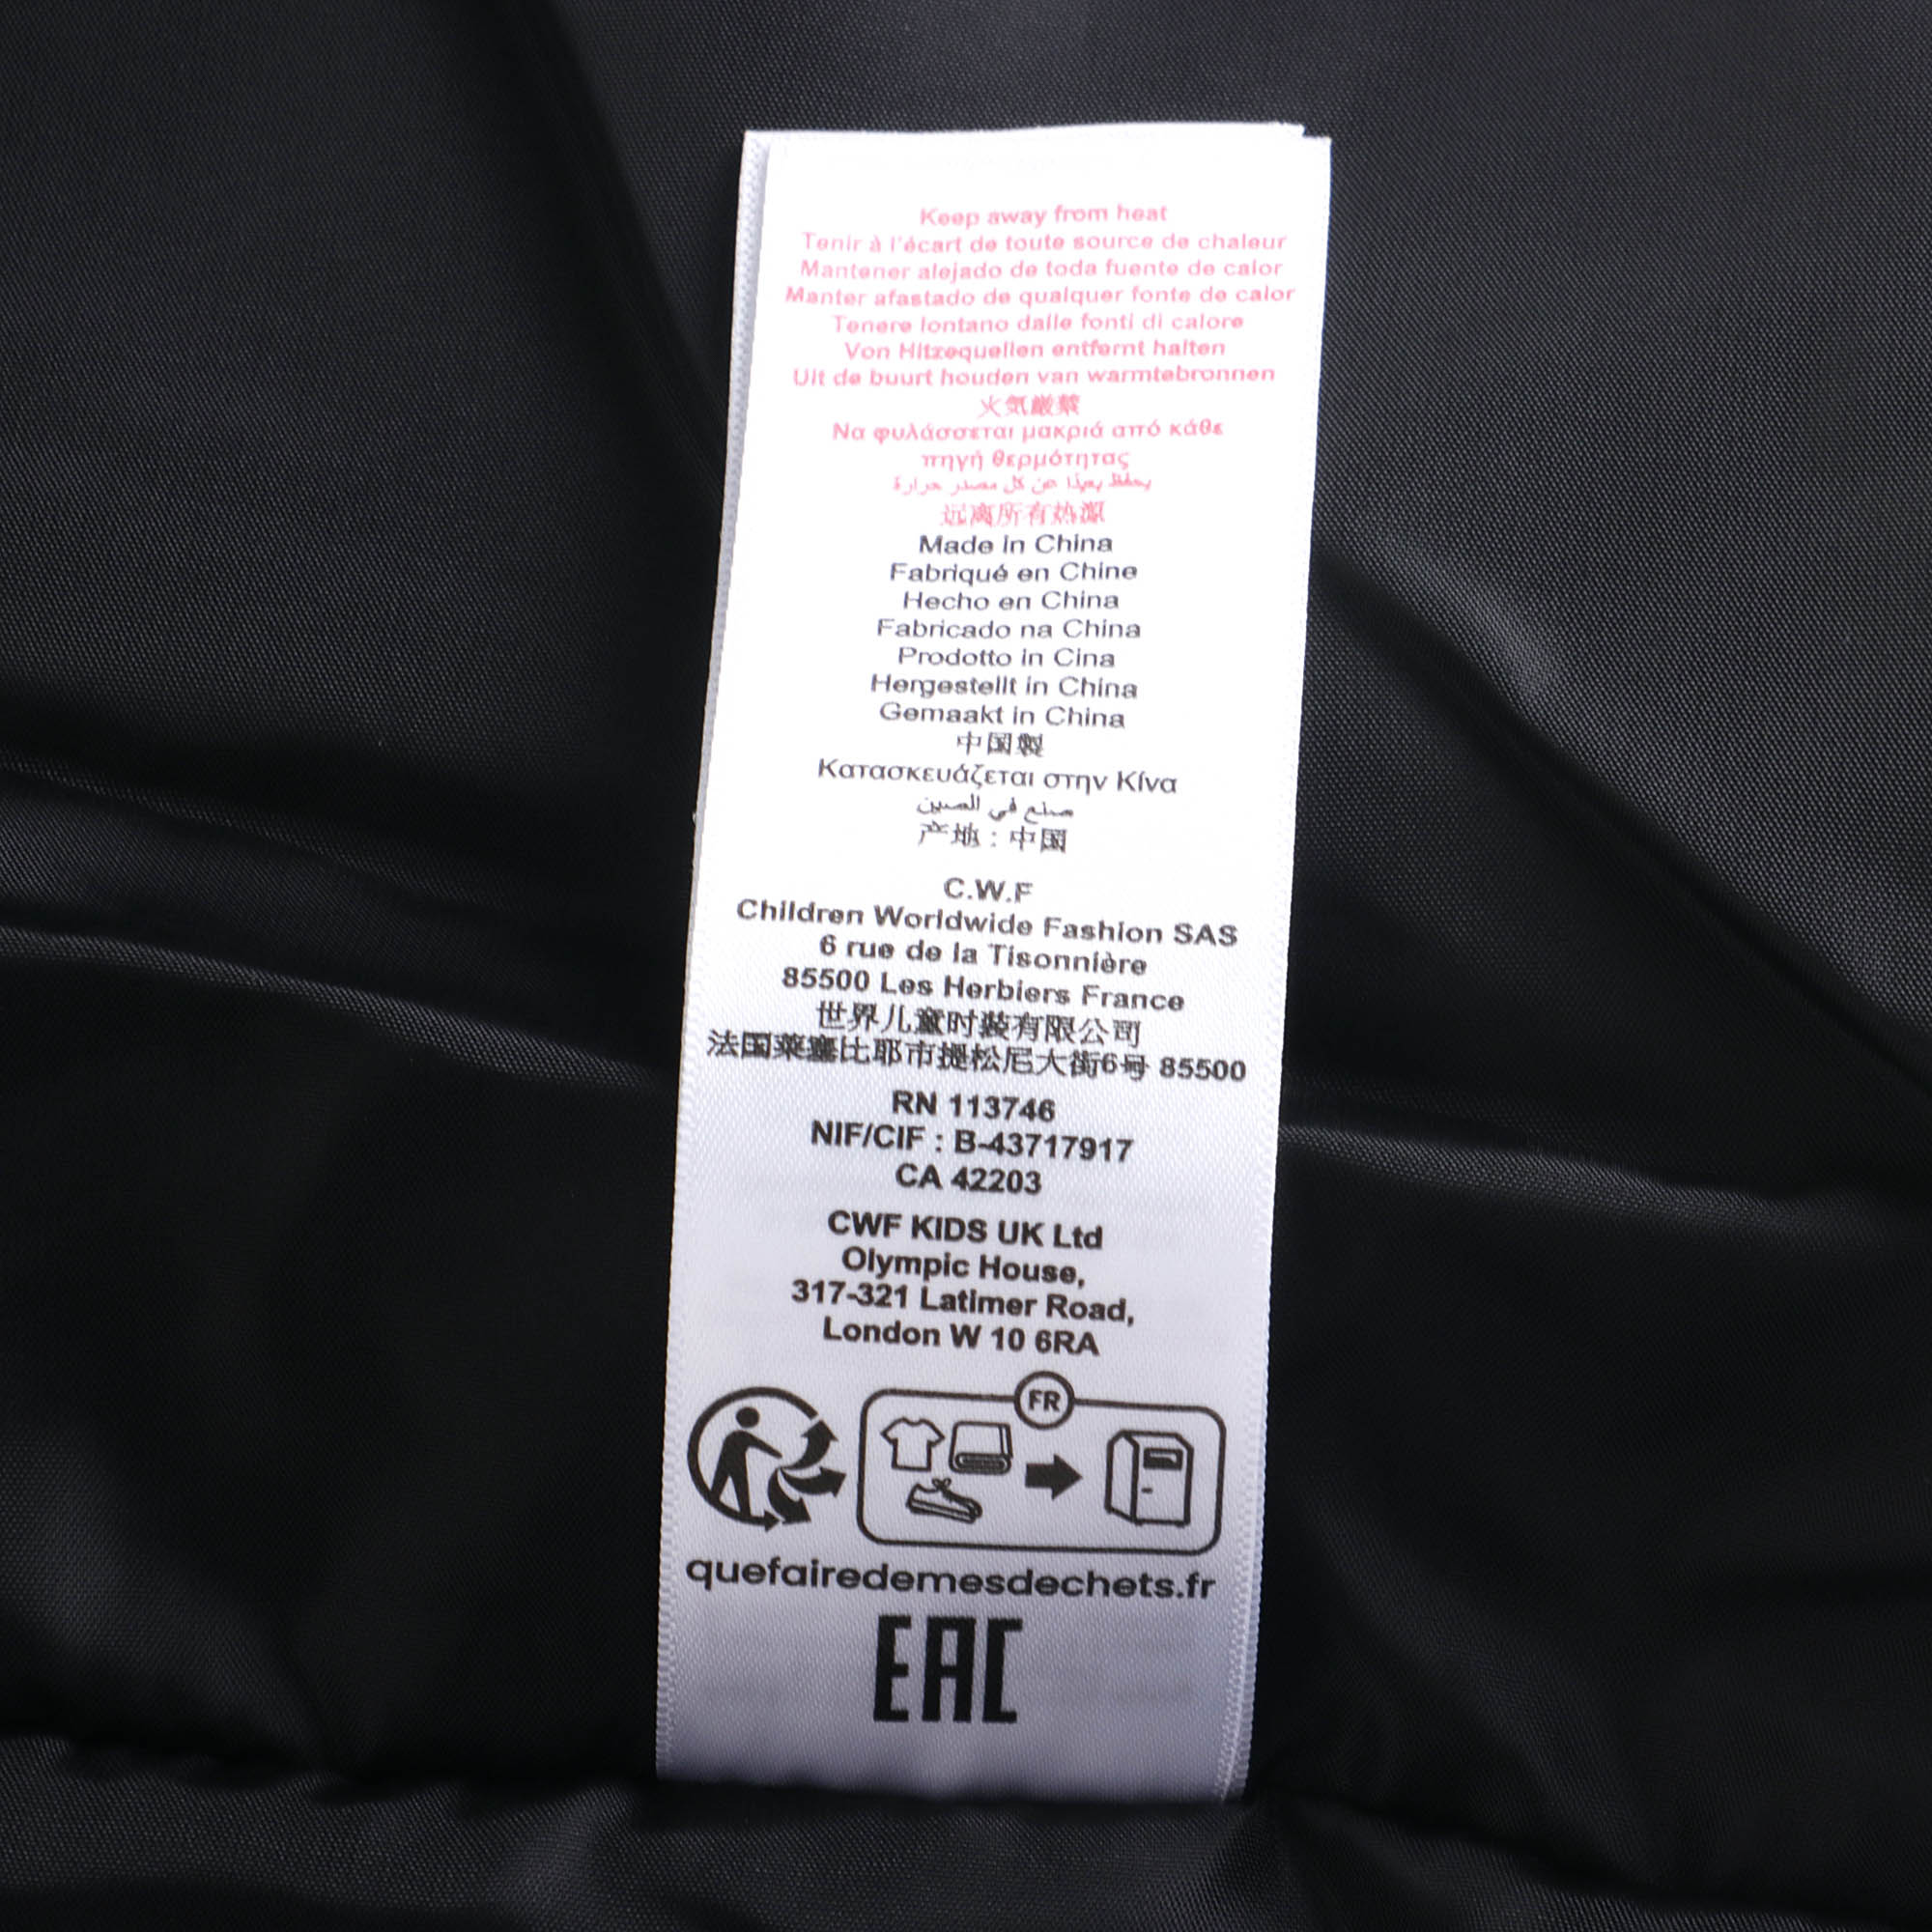 Keep away from heat
Tenir à l'écart de toute source de chaleur
Mantener alejado de toda fuente de calor
Manter afastado de qualquer fonte de calor
Tenere lontano dalle fonti di calore
Von Hitzequellen entfernt halten
Uit de buurt houden van warmtebronnen
火気厳禁
Να φυλάσσεται μακριά από κάθε
πηγή θερμότητας
يحفظ بعيدًا عن كل مصدر حرارة
远离所有热源
Made in China
Fabriqué en Chine
Hecho en China
Fabricado na China
Prodotto in Cina
Hergestellt in China
Gemaakt in China
中国製
Κατασκευάζεται στην Κίνα
صنع في الصين
产地：中国
C.W.F
Children Worldwide Fashion SAS
6 rue de la Tisonnière
85500 Les Herbiers France
世界儿童时装有限公司
法国莱塞比耶市提松尼大街6号 85500
RN 113746
NIF/CIF : B-43717917
CA 42203
CWF KIDS UK Ltd
Olympic House,
317-321 Latimer Road,
London W 10 6RA
FR
quefairedemesdechets.fr
EAC